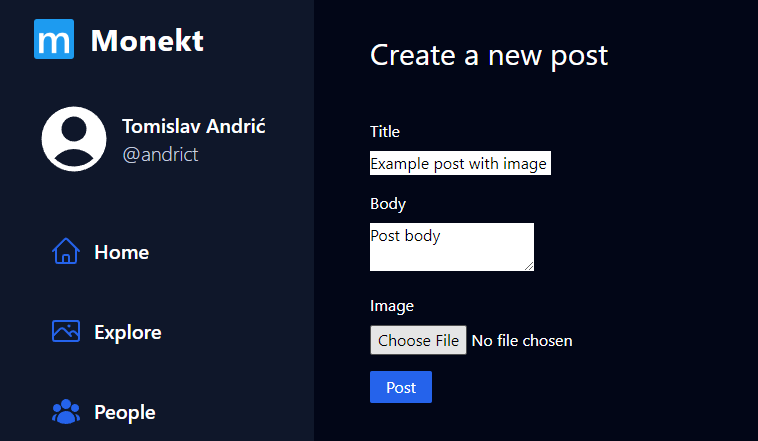 m Monekt
Tomislav Andrić
@andrict
Home
Explore
People
Create a new post
Title
Example post with image
Body
Post body
Image
Choose File No file chosen
Post